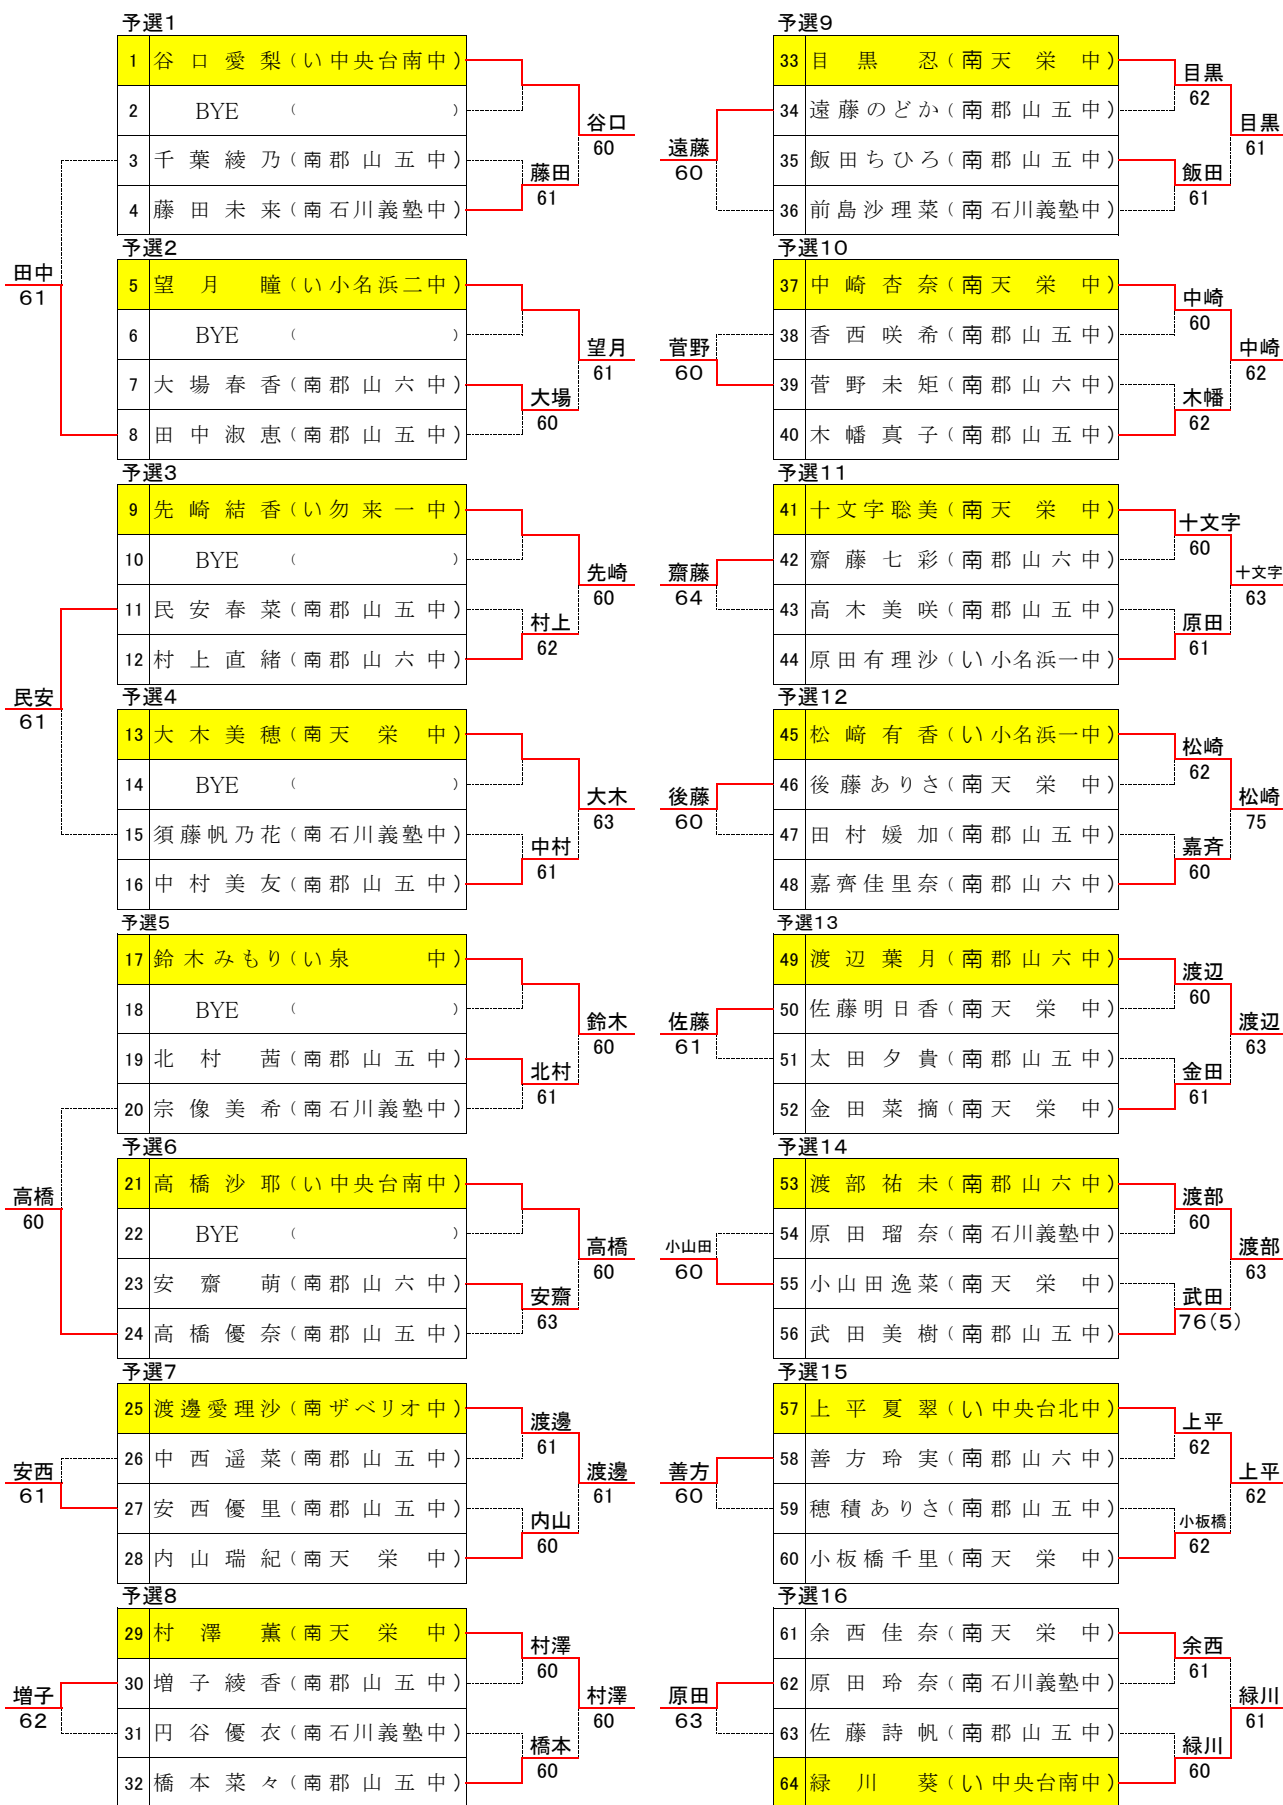 予選1
1 谷口愛梨(い中央台南中)
2 BYE ( )
3 千葉綾乃(南郡山五中)
4 藤田未来(南石川義塾中)
谷口
60
藤田
61
予選2
5 望月瞳(い小名浜二中)
6 BYE ( )
7 大場春香(南郡山六中)
8 田中淑恵(南郡山五中)
望月
61
大場
60
田中
61
予選3
9 先崎結香(い勿来一中)
10 BYE ( )
11 民安春菜(南郡山五中)
12 村上直緒(南郡山六中)
先崎
60
村上
62
予選4
13 大木美穂(南天栄中)
14 BYE ( )
15 須藤帆乃花(南石川義塾中)
16 中村美友(南郡山五中)
大木
63
中村
61
民安
61
予選5
17 鈴木みもり(い泉中)
18 BYE ( )
19 北村茜(南郡山五中)
20 宗像美希(南石川義塾中)
鈴木
60
北村
61
予選6
21 高橋沙耶(い中央台南中)
22 BYE ( )
23 安齋萌(南郡山六中)
24 高橋優奈(南郡山五中)
高橋
60
安齋
63
高橋
60
予選7
25 渡邊愛理沙(南ザベリオ中)
26 中西遥菜(南郡山五中)
27 安西優里(南郡山五中)
28 内山瑞紀(南天栄中)
渡邊
61
渡邊
61
内山
60
安西
61
予選8
29 村澤薫(南天栄中)
30 増子綾香(南郡山五中)
31 円谷優衣(南石川義塾中)
32 橋本菜々(南郡山五中)
村澤
60
村澤
60
橋本
60
増子
62
予選9
33 目黒忍(南天栄中)
34 遠藤のどか(南郡山五中)
35 飯田ちひろ(南郡山五中)
36 前島沙理菜(南石川義塾中)
目黒
62
目黒
61
飯田
61
遠藤
60
予選10
37 中崎杏奈(南天栄中)
38 香西咲希(南郡山五中)
39 菅野未矩(南郡山六中)
40 木幡真子(南郡山五中)
中崎
60
中崎
62
木幡
62
菅野
60
予選11
41 十文字聡美(南天栄中)
42 齋藤七彩(南郡山六中)
43 高木美咲(南郡山五中)
44 原田有理沙(い小名浜一中)
十文字
60
十文字
63
原田
61
齋藤
64
予選12
45 松﨑有香(い小名浜一中)
46 後藤ありさ(南天栄中)
47 田村媛加(南郡山五中)
48 嘉齊佳里奈(南郡山六中)
松崎
62
松崎
75
嘉斉
60
後藤
60
予選13
49 渡辺葉月(南郡山六中)
50 佐藤明日香(南天栄中)
51 太田夕貴(南郡山五中)
52 金田菜摘(南天栄中)
渡辺
60
渡辺
63
金田
61
佐藤
61
予選14
53 渡部祐未(南郡山六中)
54 原田瑠奈(南石川義塾中)
55 小山田逸菜(南天栄中)
56 武田美樹(南郡山五中)
渡部
60
渡部
63
武田
76(5)
小山田
60
予選15
57 上平夏翠(い中央台北中)
58 善方玲実(南郡山六中)
59 穂積ありさ(南郡山五中)
60 小板橋千里(南天栄中)
上平
62
上平
62
小板橋
62
善方
60
予選16
61 余西佳奈(南天栄中)
62 原田玲奈(南石川義塾中)
63 佐藤詩帆(南郡山五中)
64 緑川葵(い中央台南中)
余西
61
緑川
61
緑川
60
原田
63